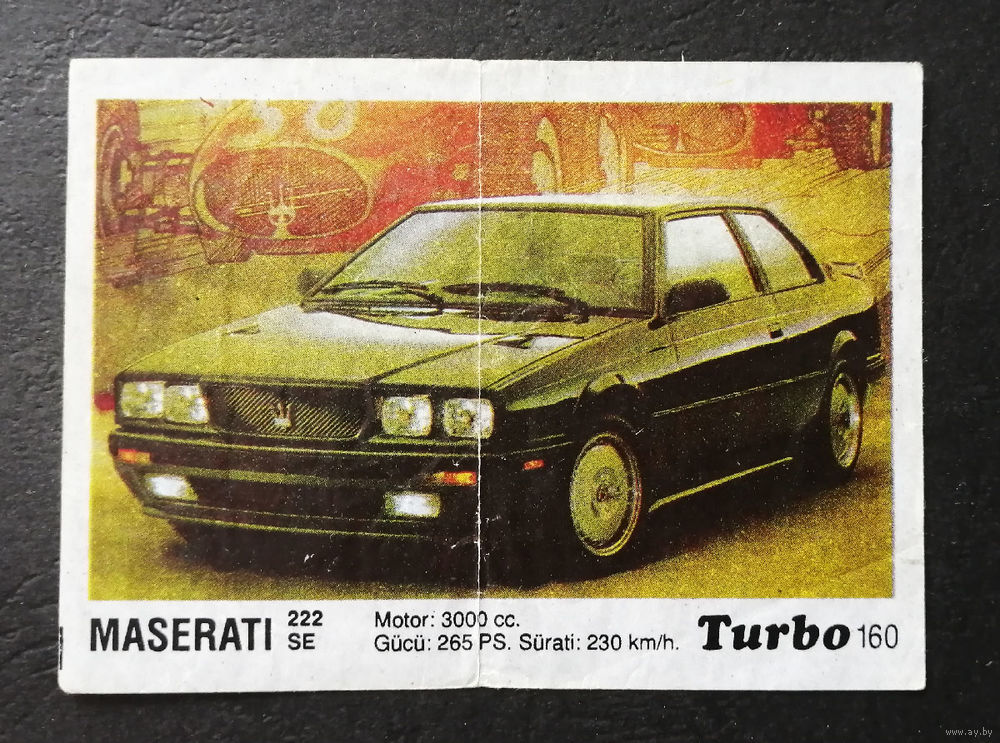 MASERATI 222 SE
Motor: 3000 cc.
Gücü: 265 PS. Sürati: 230 km/h.
Turbo 160
www.ay.by